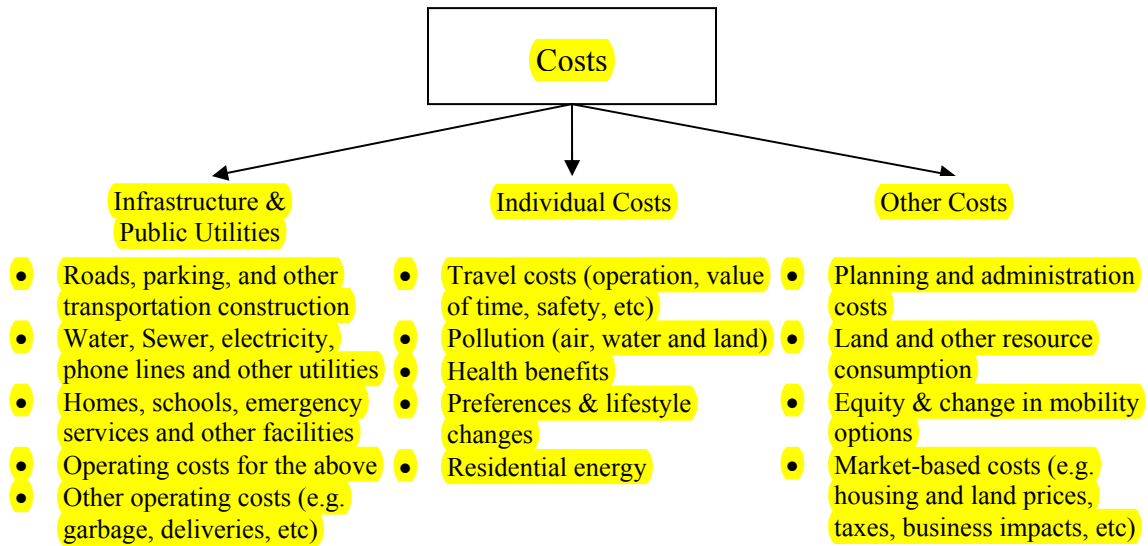 Costs
Infrastructure &
Public Utilities
• Roads, parking, and other
transportation construction
• Water, Sewer, electricity,
phone lines and other utilities
• Homes, schools, emergency
services and other facilities
• Operating costs for the above
• Other operating costs (e.g.
garbage, deliveries, etc)
Individual Costs
• Travel costs (operation, value
of time, safety, etc)
• Pollution (air, water and land)
• Health benefits
• Preferences & lifestyle
changes
• Residential energy
Other Costs
• Planning and administration
costs
• Land and other resource
consumption
• Equity & change in mobility
options
• Market-based costs (e.g.
housing and land prices,
taxes, business impacts, etc)